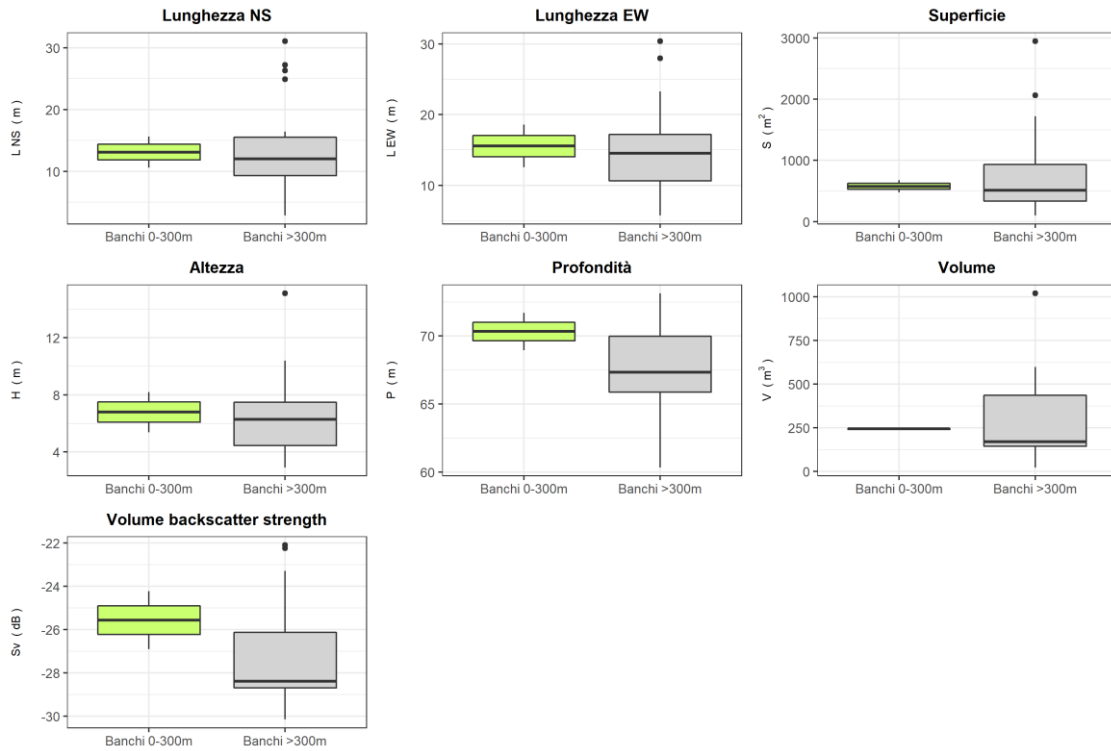 Lunghezza NS
L NS ( m )
30
20
10
Banchi 0-300m
Banchi >300m
Lunghezza EW
L EW ( m )
30
20
10
Banchi 0-300m
Banchi >300m
Superficie
S ( m² )
3000
2000
1000
0
Banchi 0-300m
Banchi >300m
Altezza
H ( m )
12
8
4
Banchi 0-300m
Banchi >300m
Profondità
P ( m )
70
65
60
Banchi 0-300m
Banchi >300m
Volume
V ( m³ )
1000
750
500
250
0
Banchi 0-300m
Banchi >300m
Volume backscatter strength
Sv ( dB )
-22
-24
-26
-28
-30
Banchi 0-300m
Banchi >300m